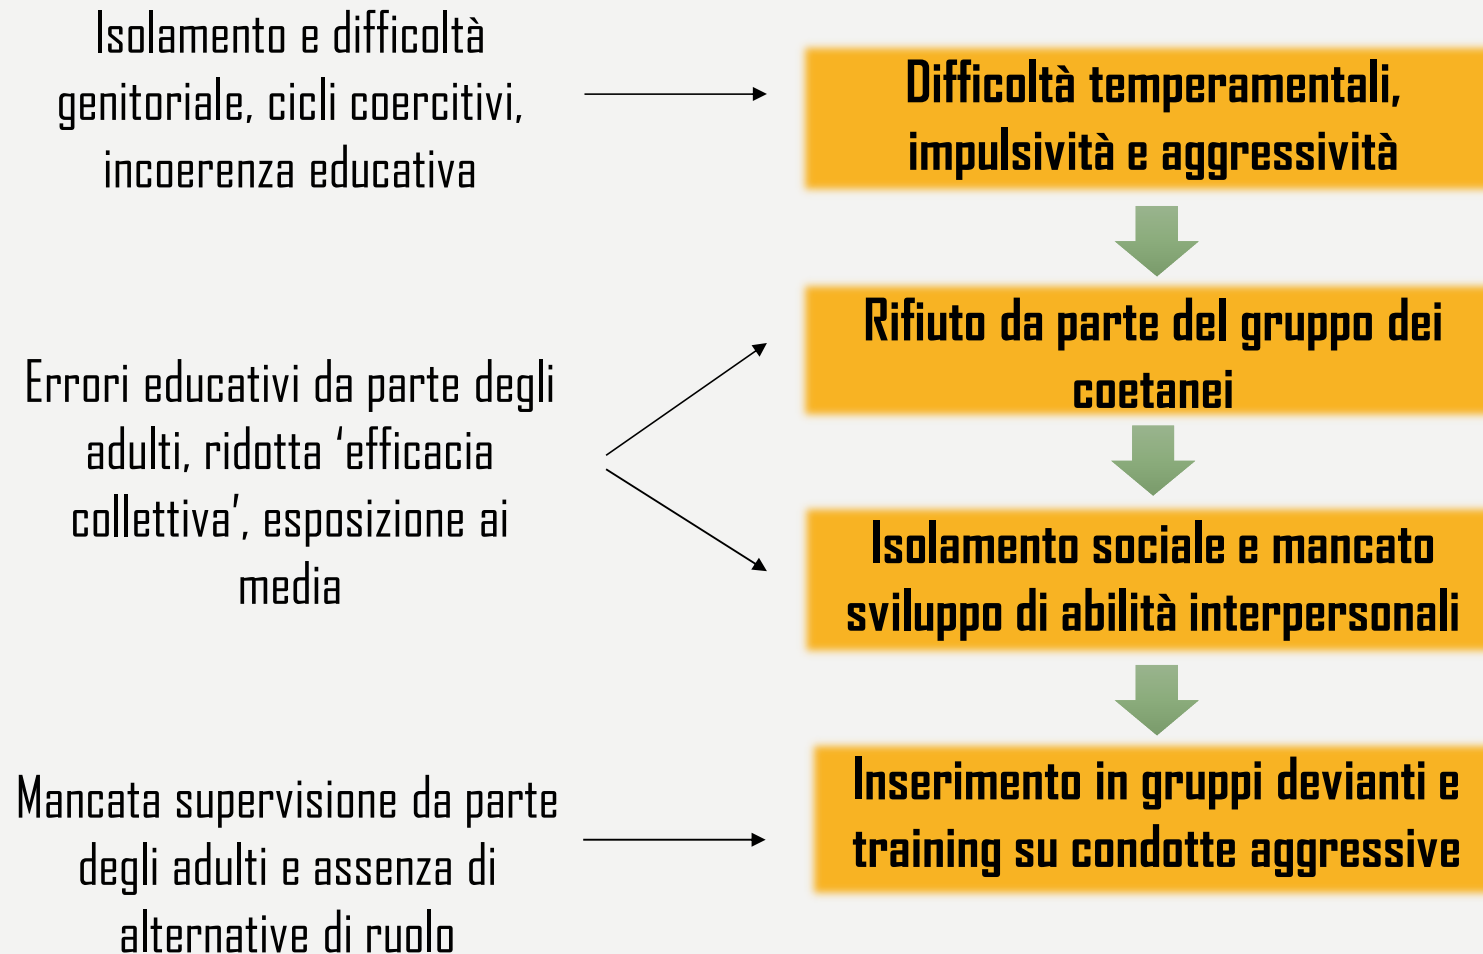 Isolamento e difficoltà
genitoriale, cicli coercitivi,
incoerenza educativa
Difficoltà temperamentali,
impulsività e aggressività
Rifiuto da parte del gruppo dei
coetanei
Errori educativi da parte degli
adulti, ridotta ‘efficacia
collettiva’, esposizione ai
media
Isolamento sociale e mancato
sviluppo di abilità interpersonali
Mancata supervisione da parte
degli adulti e assenza di
alternative di ruolo
Inserimento in gruppi devianti e
training su condotte aggressive